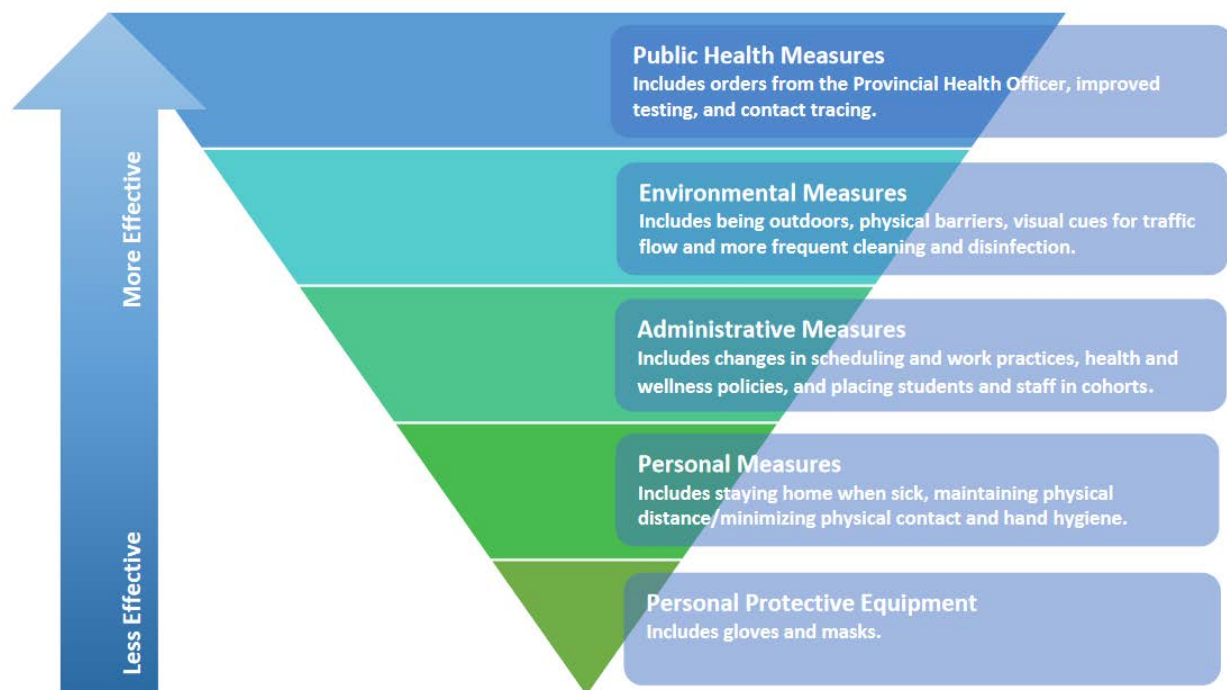 Public Health Measures
Includes orders from the Provincial Health Officer, improved
testing, and contact tracing.
Environmental Measures
Includes being outdoors, physical barriers, visual cues for traffic
flow and more frequent cleaning and disinfection.
Administrative Measures
Includes changes in scheduling and work practices, health and
wellness policies, and placing students and staff in cohorts.
Personal Measures
Includes staying home when sick, maintaining physical
distance/minimizing physical contact and hand hygiene.
Personal Protective Equipment
Includes gloves and masks.
More Effective
Less Effective